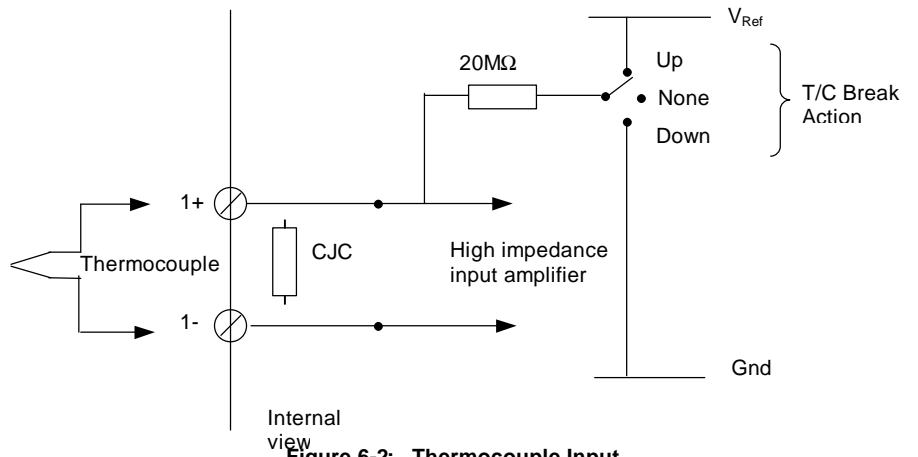 V_Ref
20MΩ
Up
None
Down
T/C Break
Action
1+
Thermocouple
CJC
High impedance
input amplifier
1-
Gnd
Internal
view
Figure 6-2: Thermocouple Input